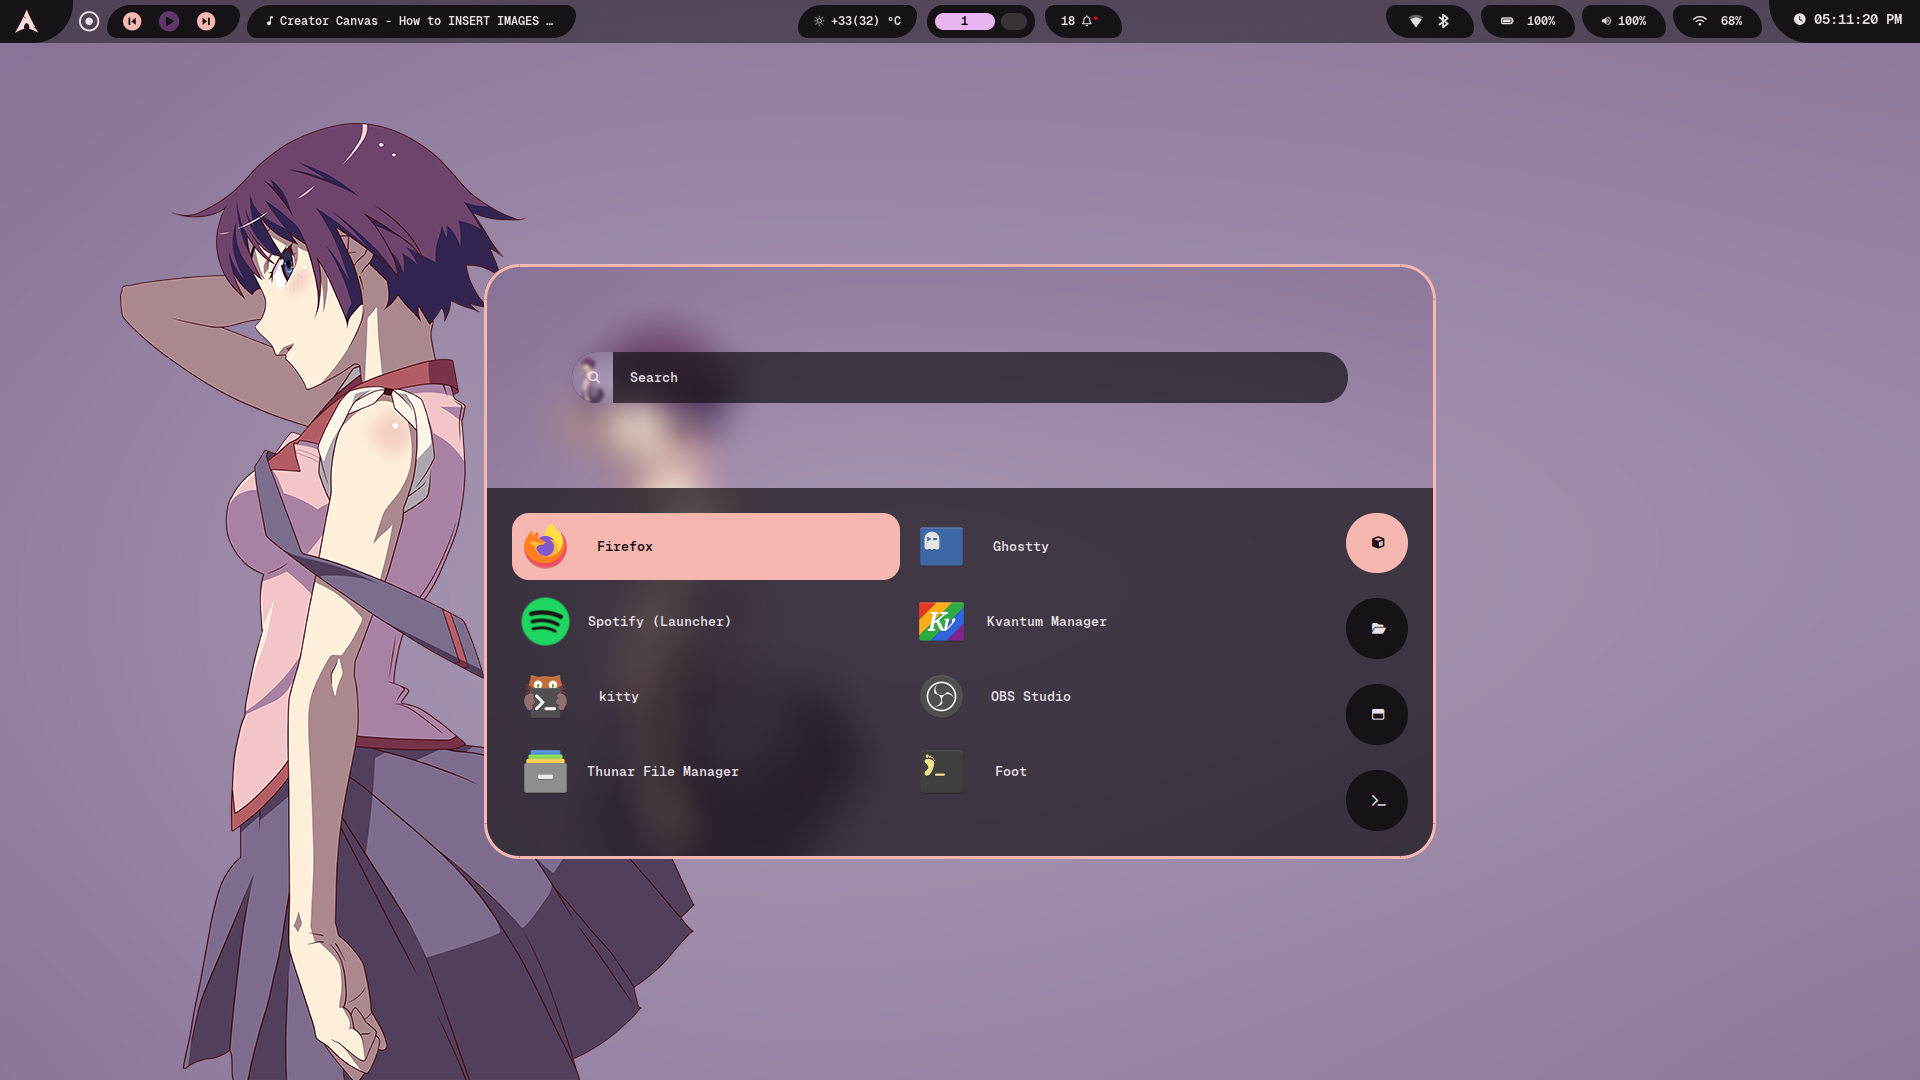 Creator Canvas - How to INSERT IMAGES …
+33(32) °C
1
18
100%
100%
68%
05:11:20 PM
Search
Firefox
Ghostty
Spotify (Launcher)
Kv
Kvantum Manager
kitty
OBS Studio
Thunar File Manager
Foot